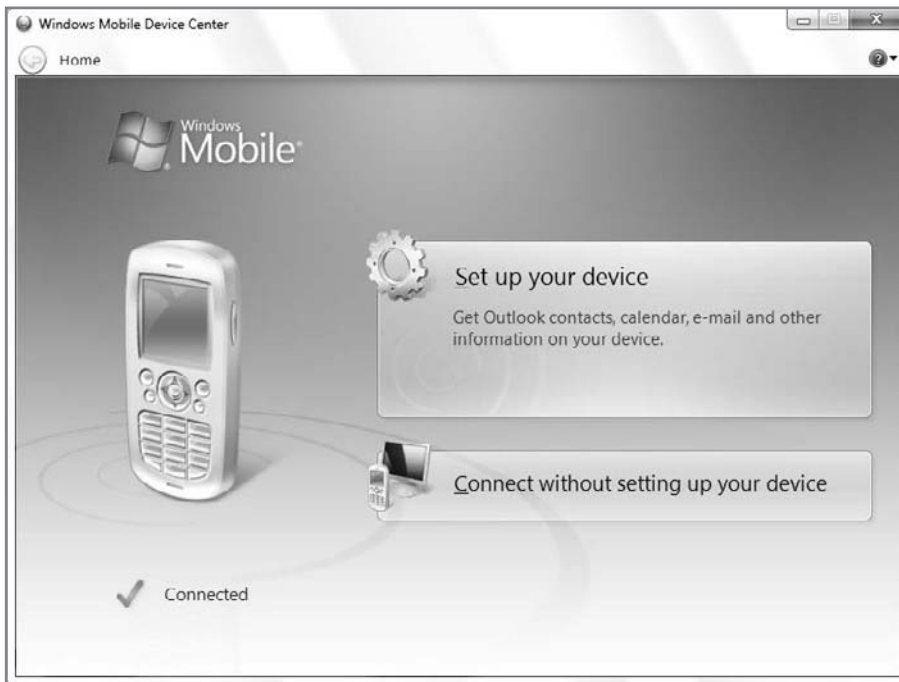 Windows Mobile Device Center
Home
Windows
Mobile®
Set up your device
Get Outlook contacts, calendar, e-mail and other
information on your device.
Connect without setting up your device
Connected